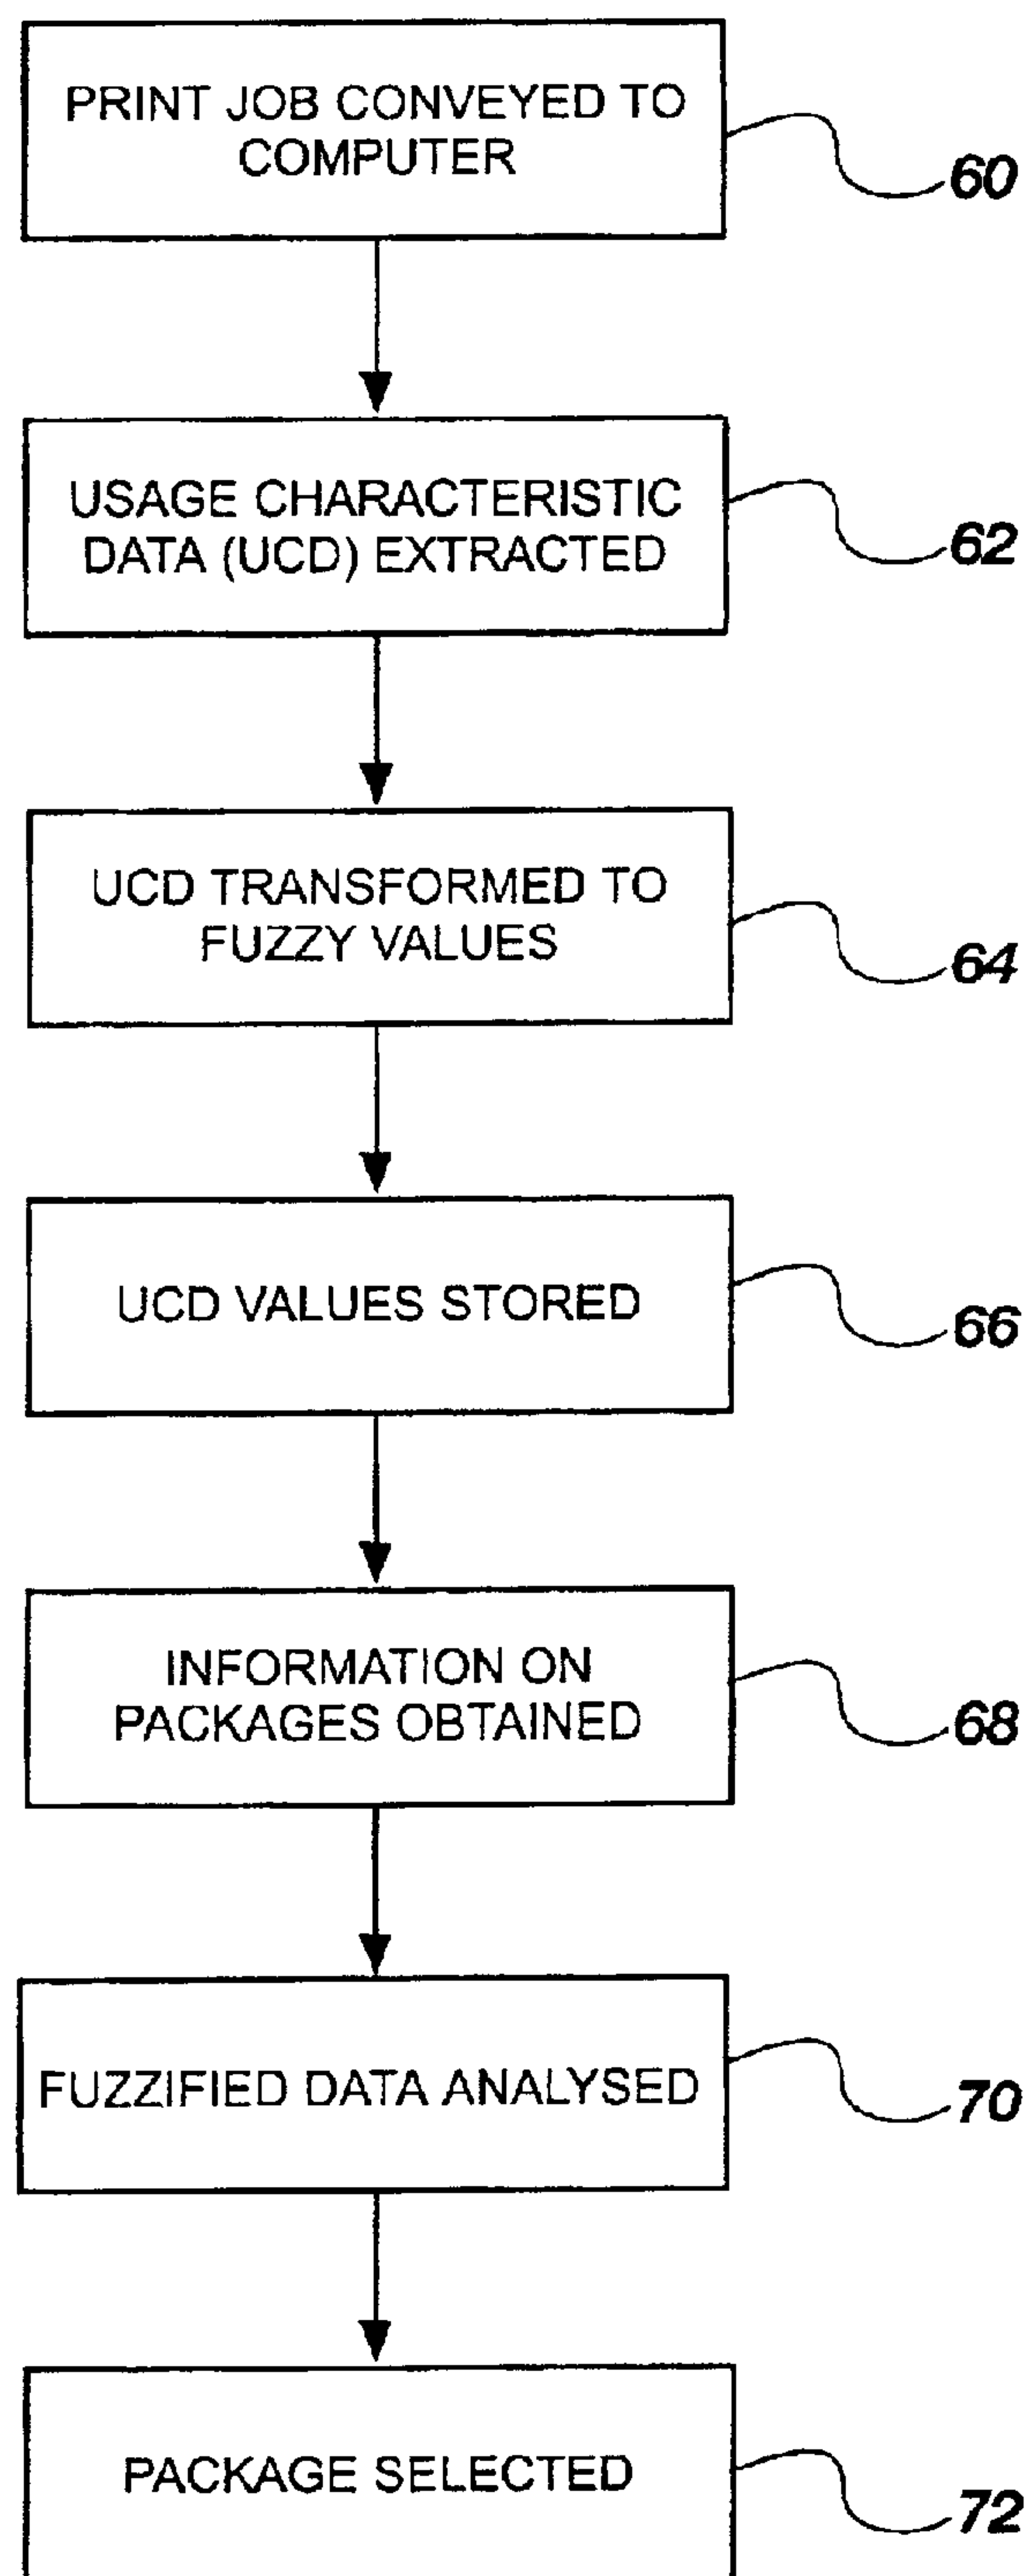 PRINT JOB CONVEYED TO
COMPUTER
60
USAGE CHARACTERISTIC
DATA (UCD) EXTRACTED
62
UCD TRANSFORMED TO
FUZZY VALUES
64
UCD VALUES STORED
66
INFORMATION ON
PACKAGES OBTAINED
68
FUZZIFIED DATA ANALYSED
70
PACKAGE SELECTED
72